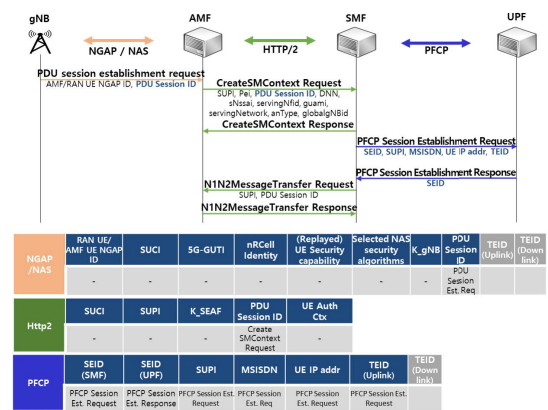 gNB
AMF
SMF
UPF
NGAP / NAS
HTTP/2
PFCP
PDU session establishment request
AMF/RAN UE NGAP ID, PDU Session ID
CreateSMContext Request
SUPI, Pei, PDU Session ID, DNN,
sNssai, servingNfid, guami,
servingNetwork, anType, globalgNBid
CreateSMContext Response
PFCP Session Establishment Request
SEID, SUPI, MSISDN, UE IP addr, TEID
PFCP Session Establishment Response
SEID
N1N2MessageTransfer Request
SUPI, PDU Session ID
N1N2MessageTransfer Response
NGAP
/NAS
RAN UE/
AMF UE NGAP
ID
SUCI
5G-GUTI
nRCell
Identity
(Replayed)
UE Security
capability
Selected NAS
security
algorithms
K_gNB
PDU
Session
ID
TEID
(Uplink)
TEID
(Down
link)
-
-
-
-
-
-
-
PDU
Session
Est. Req
Http2
SUCI
SUPI
K_SEAF
PDU
Session ID
UE Auth
Ctx
-
-
-
Create
SMContext
Request
-
PFCP
SEID
(SMF)
SEID
(UPF)
SUPI
MSISDN
UE IP addr
TEID
(Uplink)
TEID
(Down
link)
PFCP Session
Est. Request
PFCP Session
Est. Response
PFCP Session Est.
Request
PFCP Session
Est. Req
PFCP Session
Est. Request
PFCP Session Est.
Request